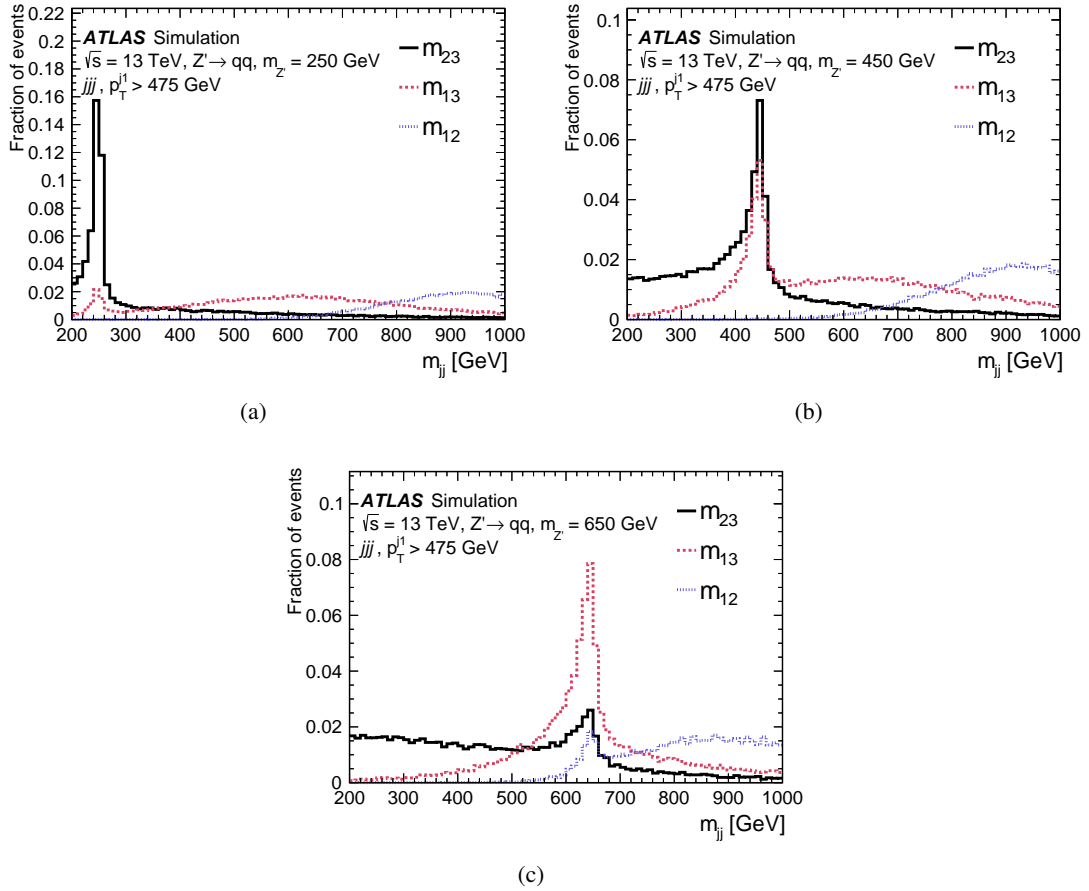 Fraction of events
0.22
0.2
0.18
0.16
0.14
0.12
0.1
0.08
0.06
0.04
0.02
0
ATLAS Simulation
√s = 13 TeV, Z'→ qq, m_Z' = 250 GeV
jjj , p_T^j1 > 475 GeV
m_23
m_13
m_12
200 300 400 500 600 700 800 900 1000
m_jj [GeV]
(a)
Fraction of events
0.1
0.08
0.06
0.04
0.02
0
ATLAS Simulation
√s = 13 TeV, Z'→ qq, m_Z' = 450 GeV
jjj , p_T^j1 > 475 GeV
m_23
m_13
m_12
200 300 400 500 600 700 800 900 1000
m_jj [GeV]
(b)
Fraction of events
0.1
0.08
0.06
0.04
0.02
0
ATLAS Simulation
√s = 13 TeV, Z'→ qq, m_Z' = 650 GeV
jjj , p_T^j1 > 475 GeV
m_23
m_13
m_12
200 300 400 500 600 700 800 900 1000
m_jj [GeV]
(c)